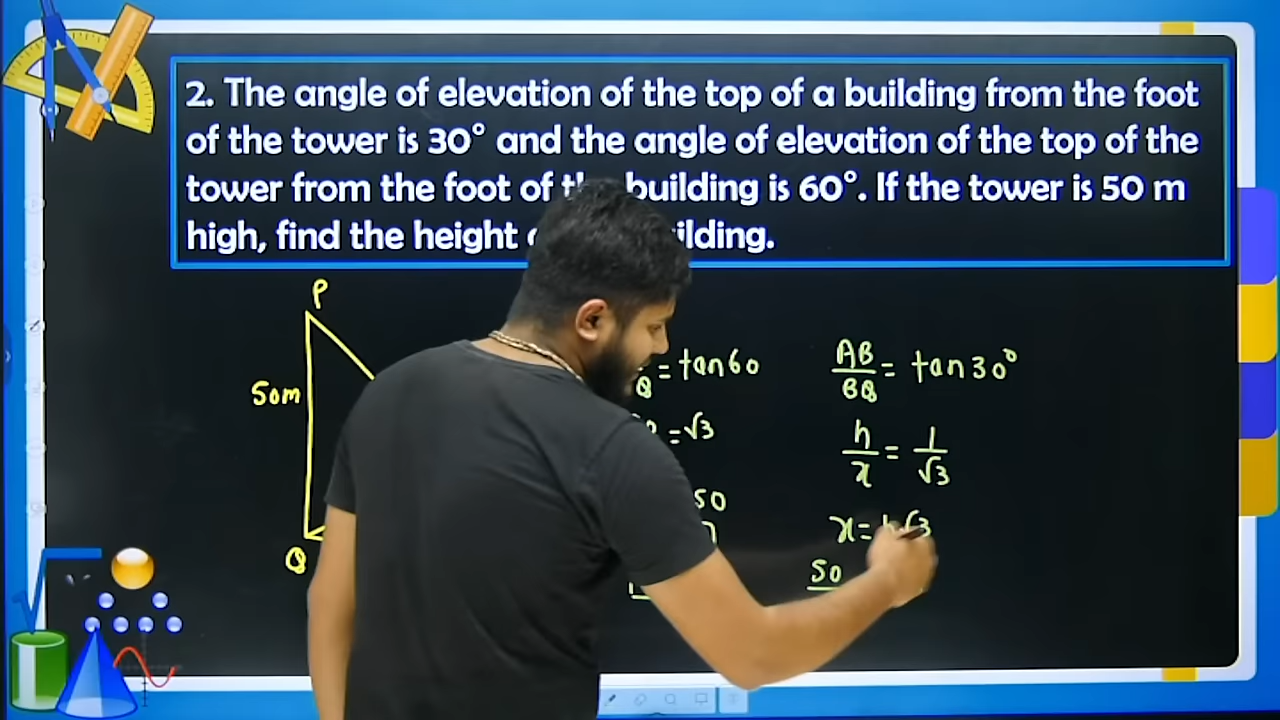 2. The angle of elevation of the top of a building from the foot
of the tower is 30° and the angle of elevation of the top of the
tower from the foot of building is 60°. If the tower is 50 m
high, find the height
P
50m
Q
Q = tan60
= √3
50
AB
BQ = tan30°
h
x = 1
√3
x = h√3
50